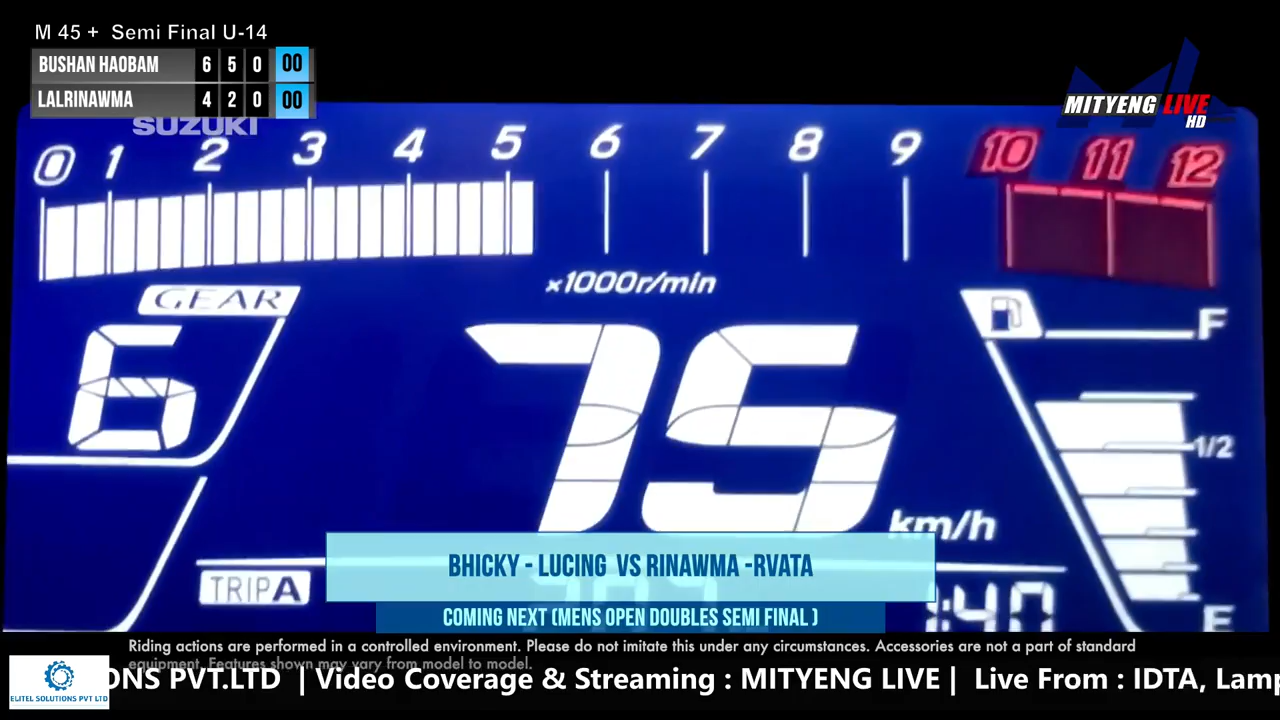 M 45 + Semi Final U-14
BUSHAN HAOBAM 6 5 0 00
LALRINAWMA 4 2 0 00
MITYENG LIVE
HD
SUZUKI
0 1 2 3 4 5 6 7 8 9 10 11 12
x1000r/min
GEAR
6
75
km/h
F
1/2
E
TRIP A
:40
BHICKY - LUCING VS RINAWMA -RVATA
COMING NEXT (MENS OPEN DOUBLES SEMI FINAL )
Riding actions are performed in a controlled environment. Please do not imitate this under any circumstances. Accessories are not a part of standard
equipment. Features shown may vary from model to model.
ELITEL SOLUTIONS PVT LTD
ONS PVT.LTD | Video Coverage & Streaming : MITYENG LIVE | Live From : IDTA, Lamp